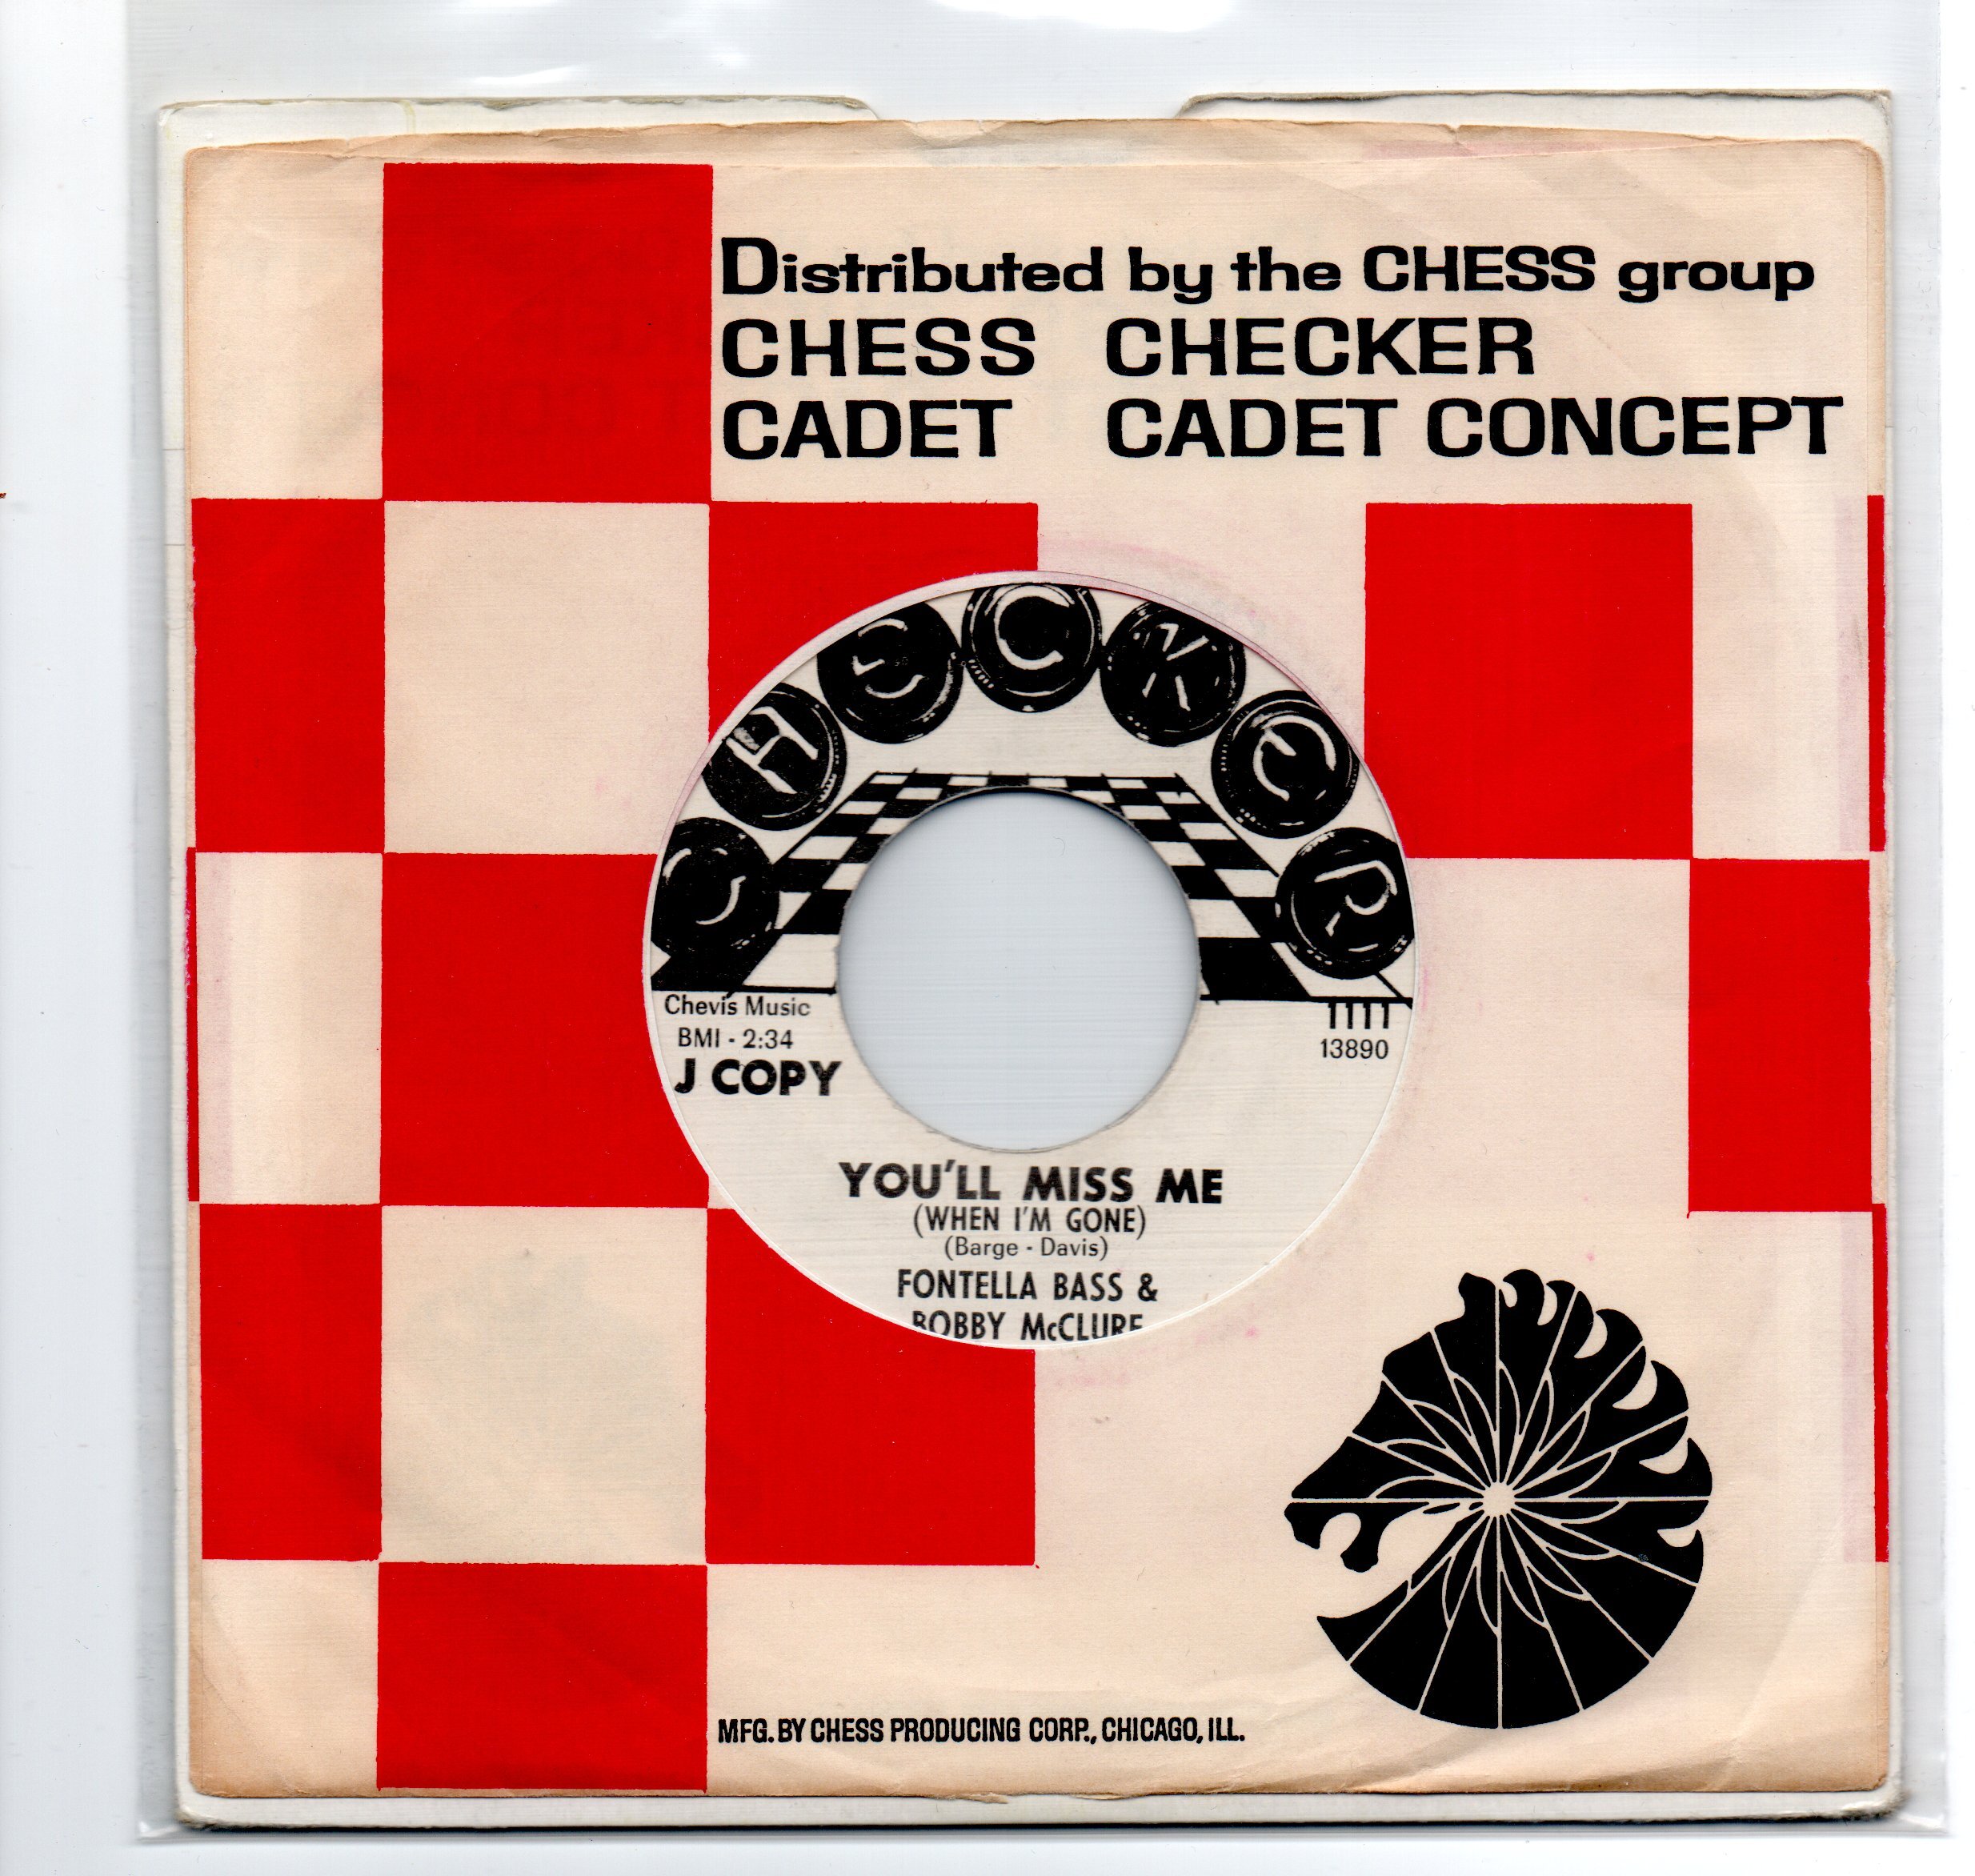 Distributed by the CHESS group
CHESS CHECKER
CADET CADET CONCEPT
CHECKER
Chevis Music
BMI - 2:34
J COPY
1111
13890
YOU'LL MISS ME
(WHEN I'M GONE)
(Barge - Davis)
FONTELLA BASS &
BOBBY McCLURE
MFG. BY CHESS PRODUCING CORP., CHICAGO, ILL.